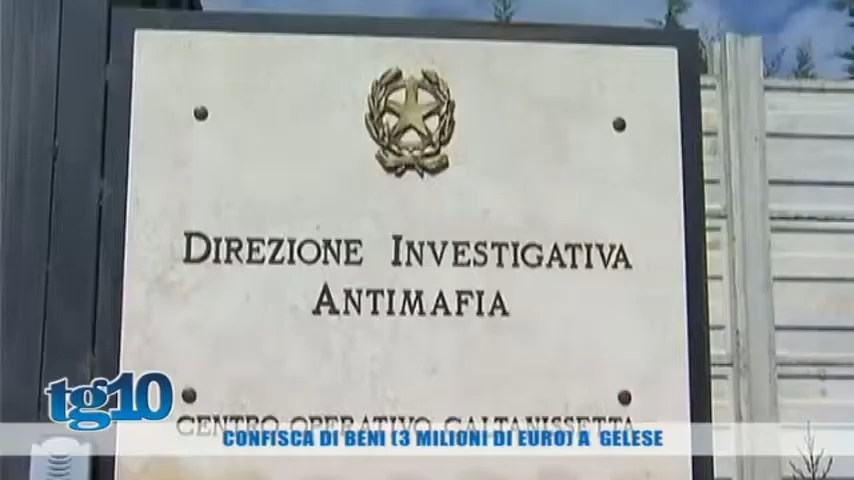 DIREZIONE INVESTIGATIVA
ANTIMAFIA
CENTRO OPERATIVO CALTANISSETTA
tg10
CONFISCA DI BENI (3 MILIONI DI EURO) A GELESE